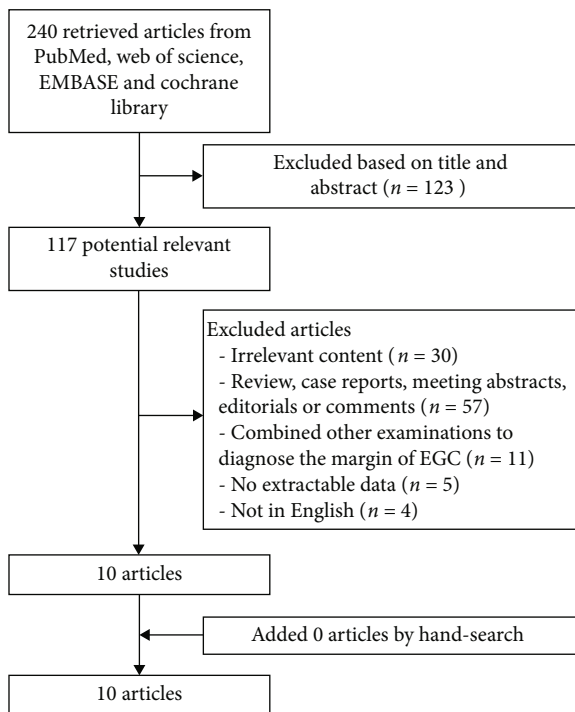 240 retrieved articles from
PubMed, web of science,
EMBASE and cochrane
library
Excluded based on title and
abstract (n = 123 )
117 potential relevant
studies
Excluded articles
- Irrelevant content (n = 30)
- Review, case reports, meeting abstracts,
editorials or comments (n = 57)
- Combined other examinations to
diagnose the margin of EGC (n = 11)
- No extractable data (n = 5)
- Not in English (n = 4)
10 articles
Added 0 articles by hand-search
10 articles